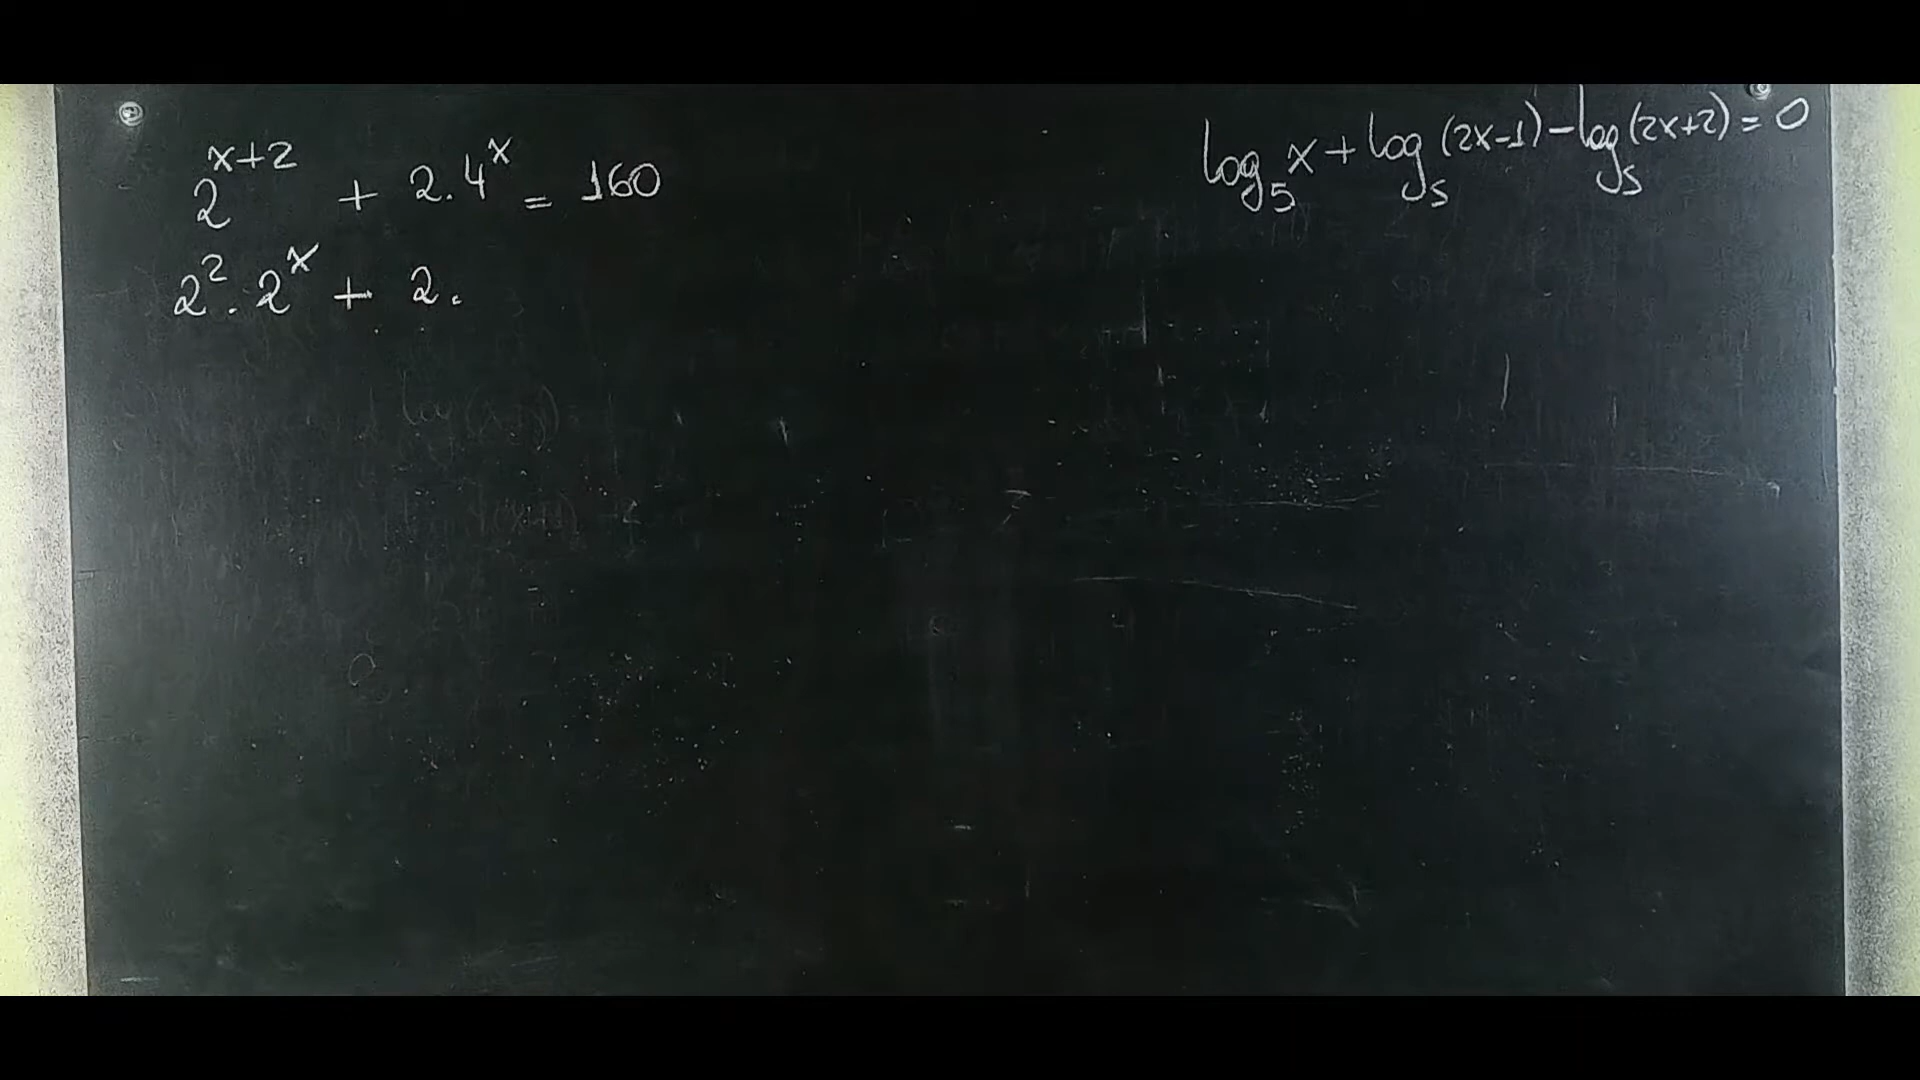 2^{x+2} + 2.4^x = 160
2^2 . 2^x + 2.
log_5 x + log_5 (2x-1) - log_5 (2x+2) = 0